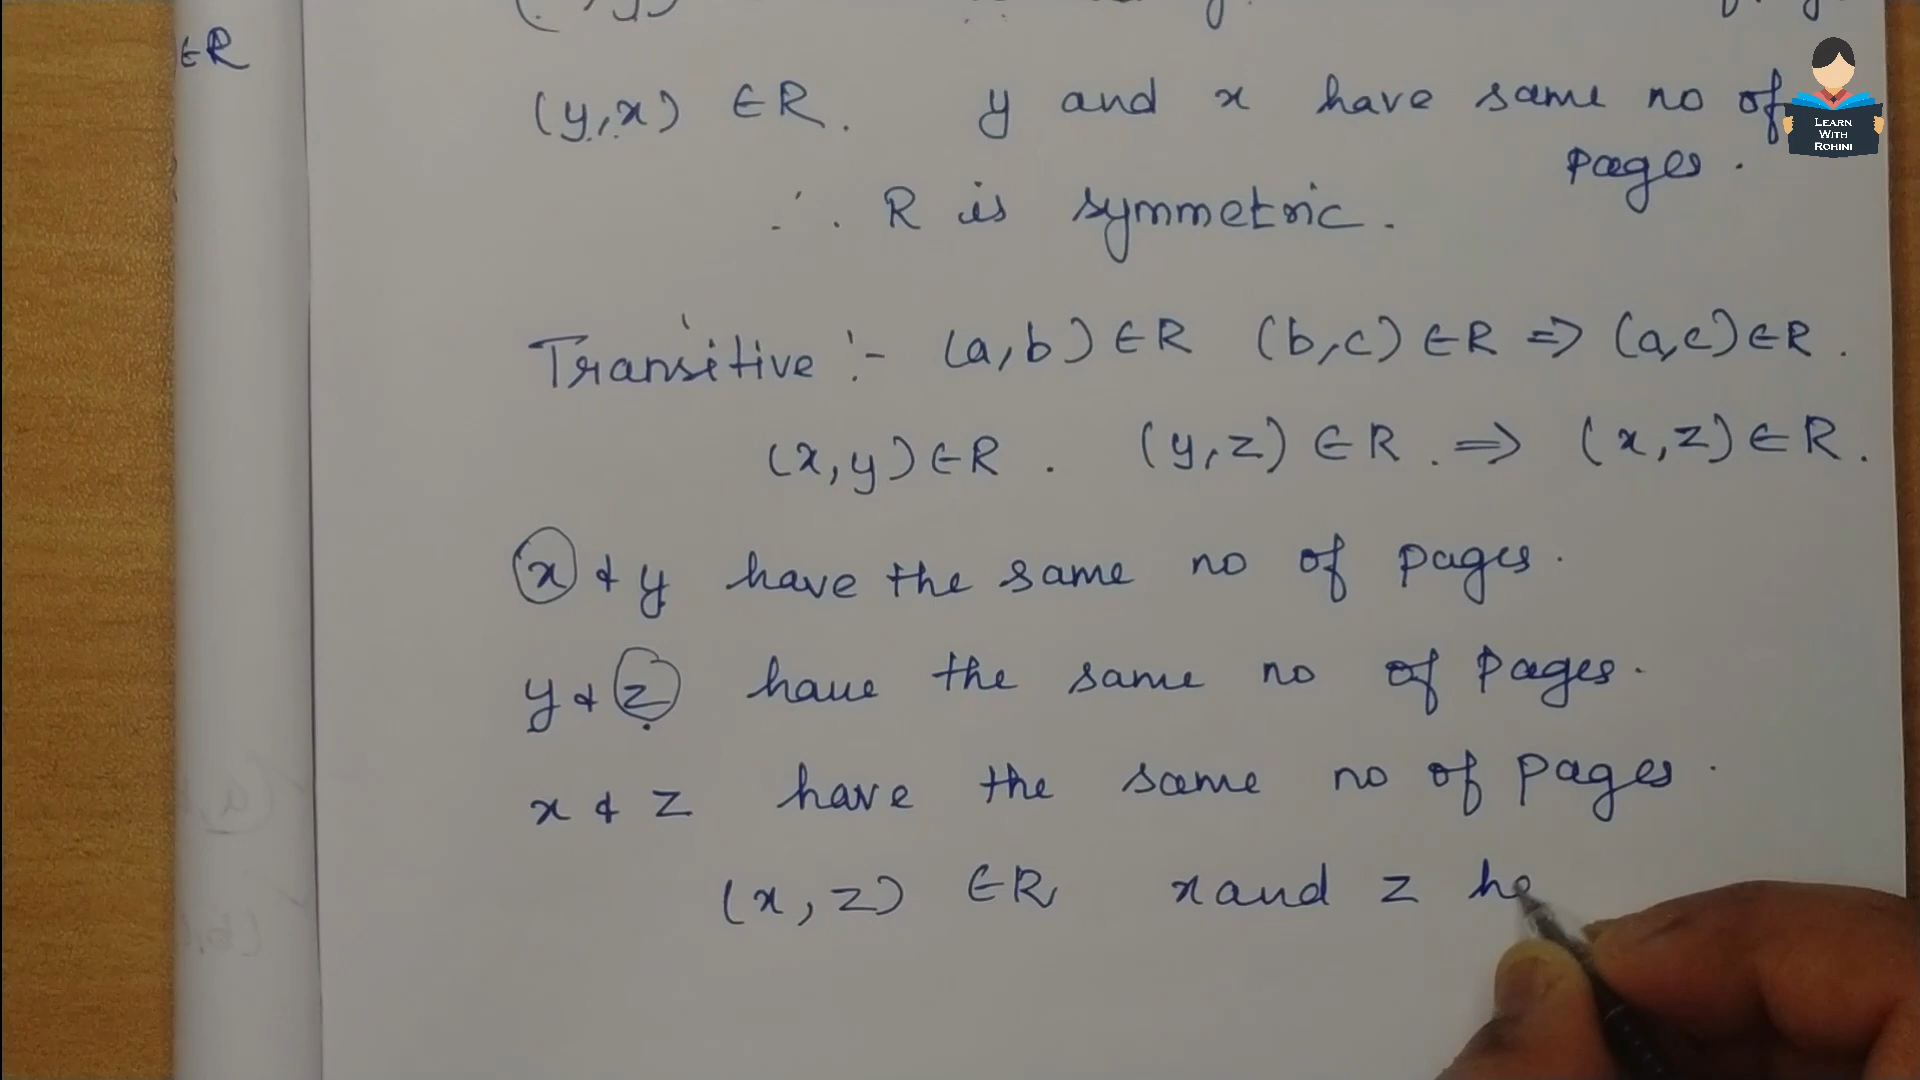 ∈R
(y,x) ∈R. y and x have same no of
pages.
∴ R is symmetric.
Transitive :- (a,b) ∈R (b,c) ∈R ⇒ (a,c) ∈R.
(x,y) ∈R. (y,z) ∈R. ⇒ (x,z) ∈R.
x & y have the same no of pages.
y & z have the same no of pages.
x & z have the same no of pages.
(x,z) ∈R x and z ha
LEARN
WITH
ROHINI